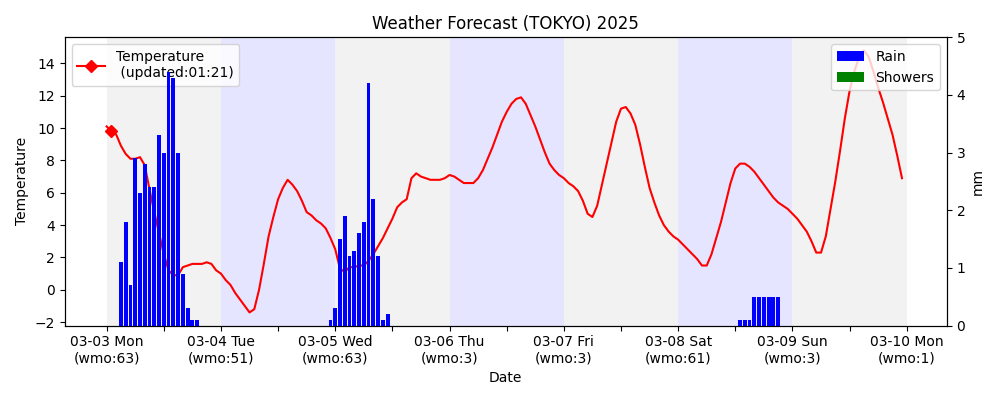 Weather Forecast (TOKYO) 2025
Temperature
(updated:01:21)
Rain
Showers
14
12
10
8
6
4
2
0
−2
Temperature
5
4
3
2
1
0
mm
03-03 Mon
(wmo:63)
03-04 Tue
(wmo:51)
03-05 Wed
(wmo:63)
03-06 Thu
(wmo:3)
03-07 Fri
(wmo:3)
03-08 Sat
(wmo:61)
03-09 Sun
(wmo:3)
03-10 Mon
(wmo:1)
Date